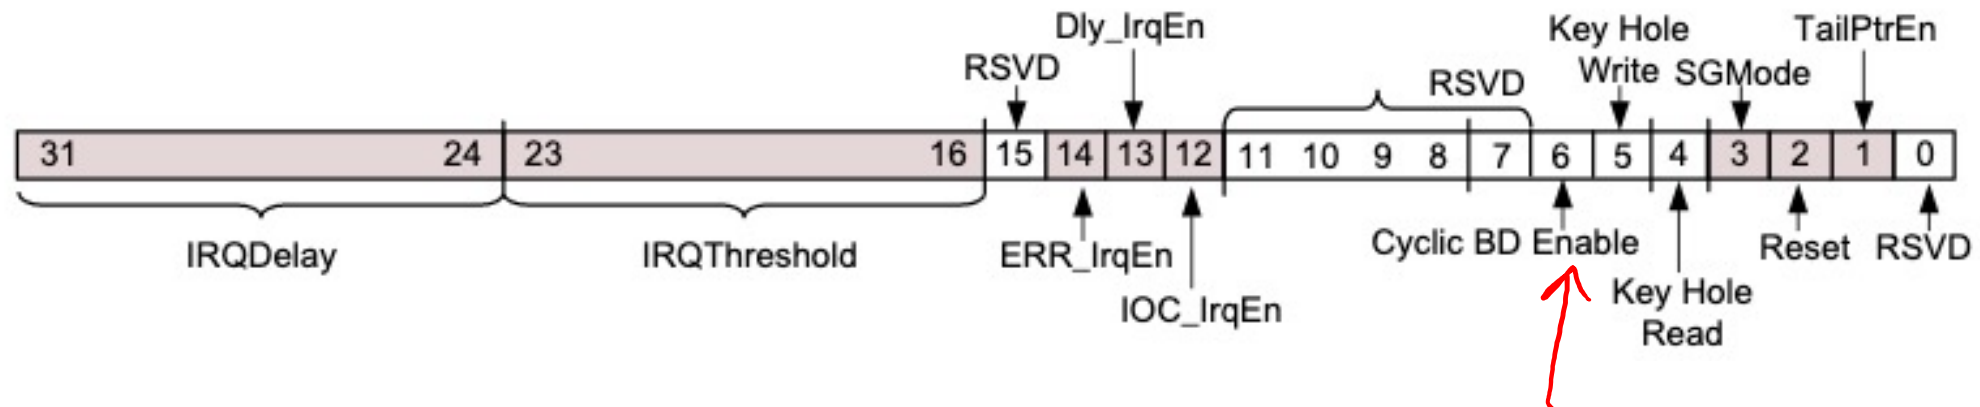 Dly_IrqEn
Key Hole
Write
TailPtrEn
RSVD
RSVD
SGMode
31 24 23 16 15 14 13 12 11 10 9 8 7 6 5 4 3 2 1 0
IRQDelay
IRQThreshold
ERR_IrqEn
Cyclic BD Enable
Reset
RSVD
IOC_IrqEn
Key Hole
Read